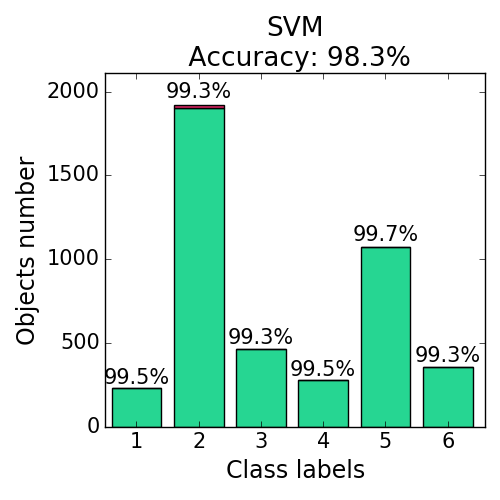 SVM
Accuracy: 98.3%
Objects number
2000
1500
1000
500
0
99.5%
99.3%
99.3%
99.5%
99.7%
99.3%
1 2 3 4 5 6
Class labels